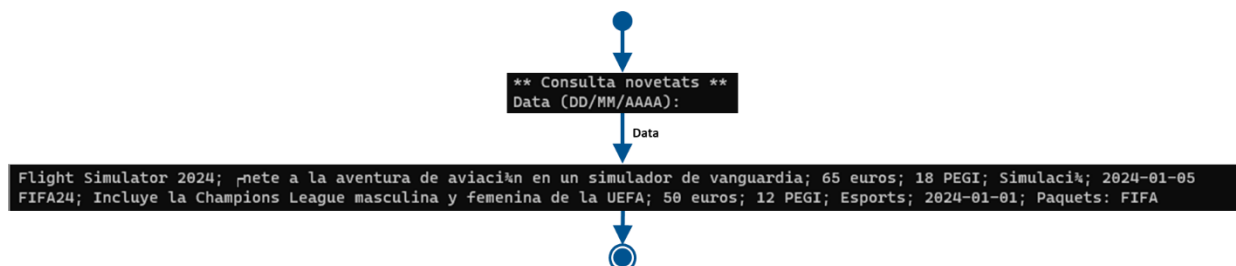 ** Consulta novetats **
Data (DD/MM/AAAA):
Data
Flight Simulator 2024; ┌nete a la aventura de aviaci¾n en un simulador de vanguardia; 65 euros; 18 PEGI; Simulaci¾; 2024-01-05
FIFA24; Incluye la Champions League masculina y femenina de la UEFA; 50 euros; 12 PEGI; Esports; 2024-01-01; Paquets: FIFA